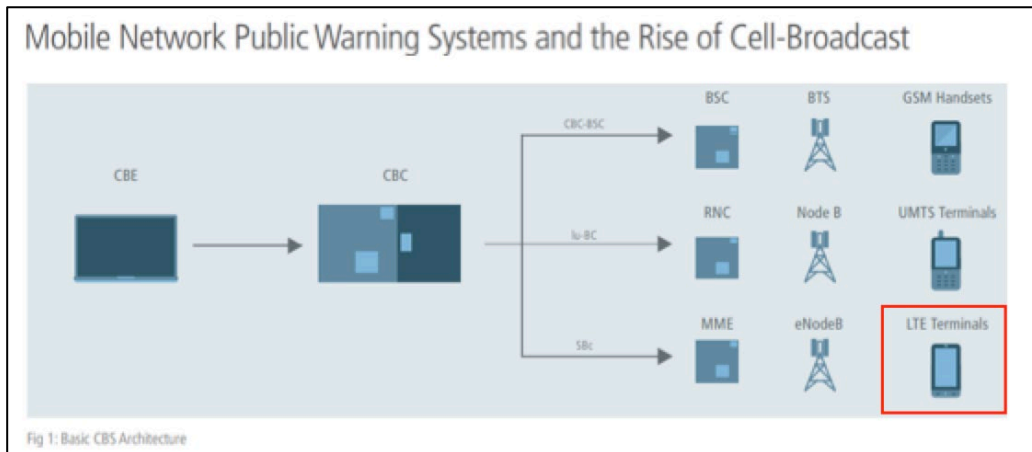 Mobile Network Public Warning Systems and the Rise of Cell-Broadcast
BSC BTS GSM Handsets
CBC-BSC
CBE CBC
RNC Node B UMTS Terminals
Iu-BC
MME eNodeB LTE Terminals
SBc
Fig 1: Basic CBS Architecture